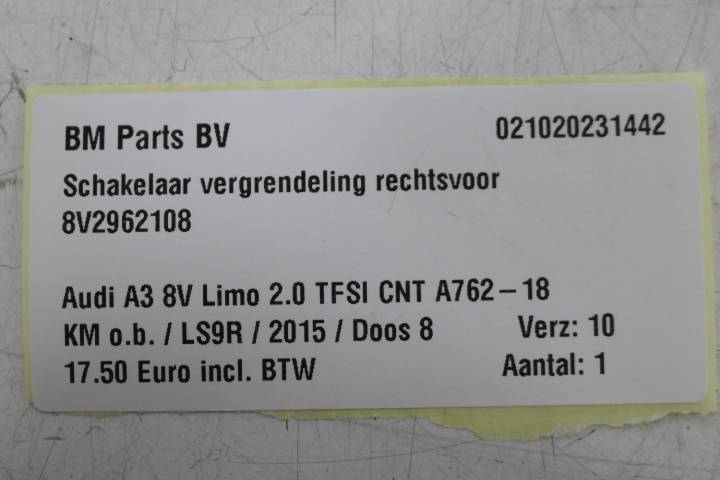 BM Parts BV 021020231442
Schakelaar vergrendeling rechtsvoor
8V2962108
Audi A3 8V Limo 2.0 TFSI CNT A762-18
KM o.b. / LS9R / 2015 / Doos 8 Verz: 10
17.50 Euro incl. BTW Aantal: 1